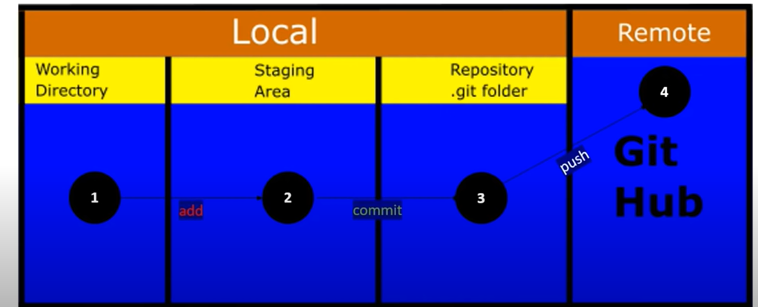 Local
Remote
Working
Directory
Staging
Area
Repository
.git folder
4
Git
Hub
push
1
add
2
commit
3